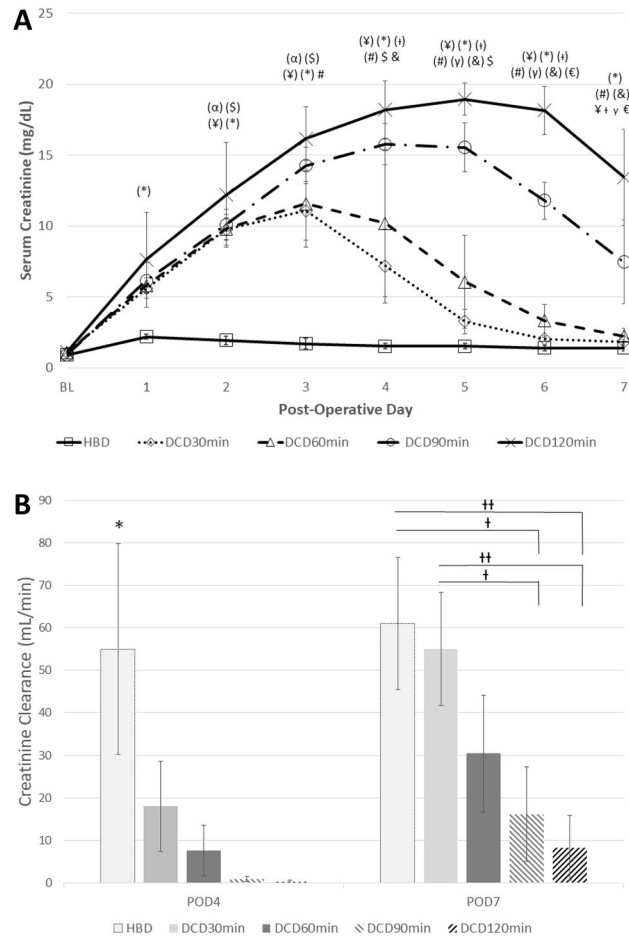 A
(¥) (*) (ƚ)
(¥) (*) (ƚ)
(¥) (*) (ƚ)
(α) ($)
(#) $ &
(#) (γ) (&) $
(#) (γ) (&) (€)
(*)
(¥) (*) #
(#) (&)
(α) ($)
¥ ƚ γ €
(¥) (*)
(*)
Serum Creatinine (mg/dL)
25
20
15
10
5
0
BL 1 2 3 4 5 6 7
Post-Operative Day
HBD DCD30min DCD60min DCD90min DCD120min
B
Creatinine Clearance (mL/min)
90
80
70
60
50
40
30
20
10
0
*
ƚƚ
ƚ
ƚƚ
ƚ
POD4 POD7
HBD DCD30min DCD60min DCD90min DCD120min